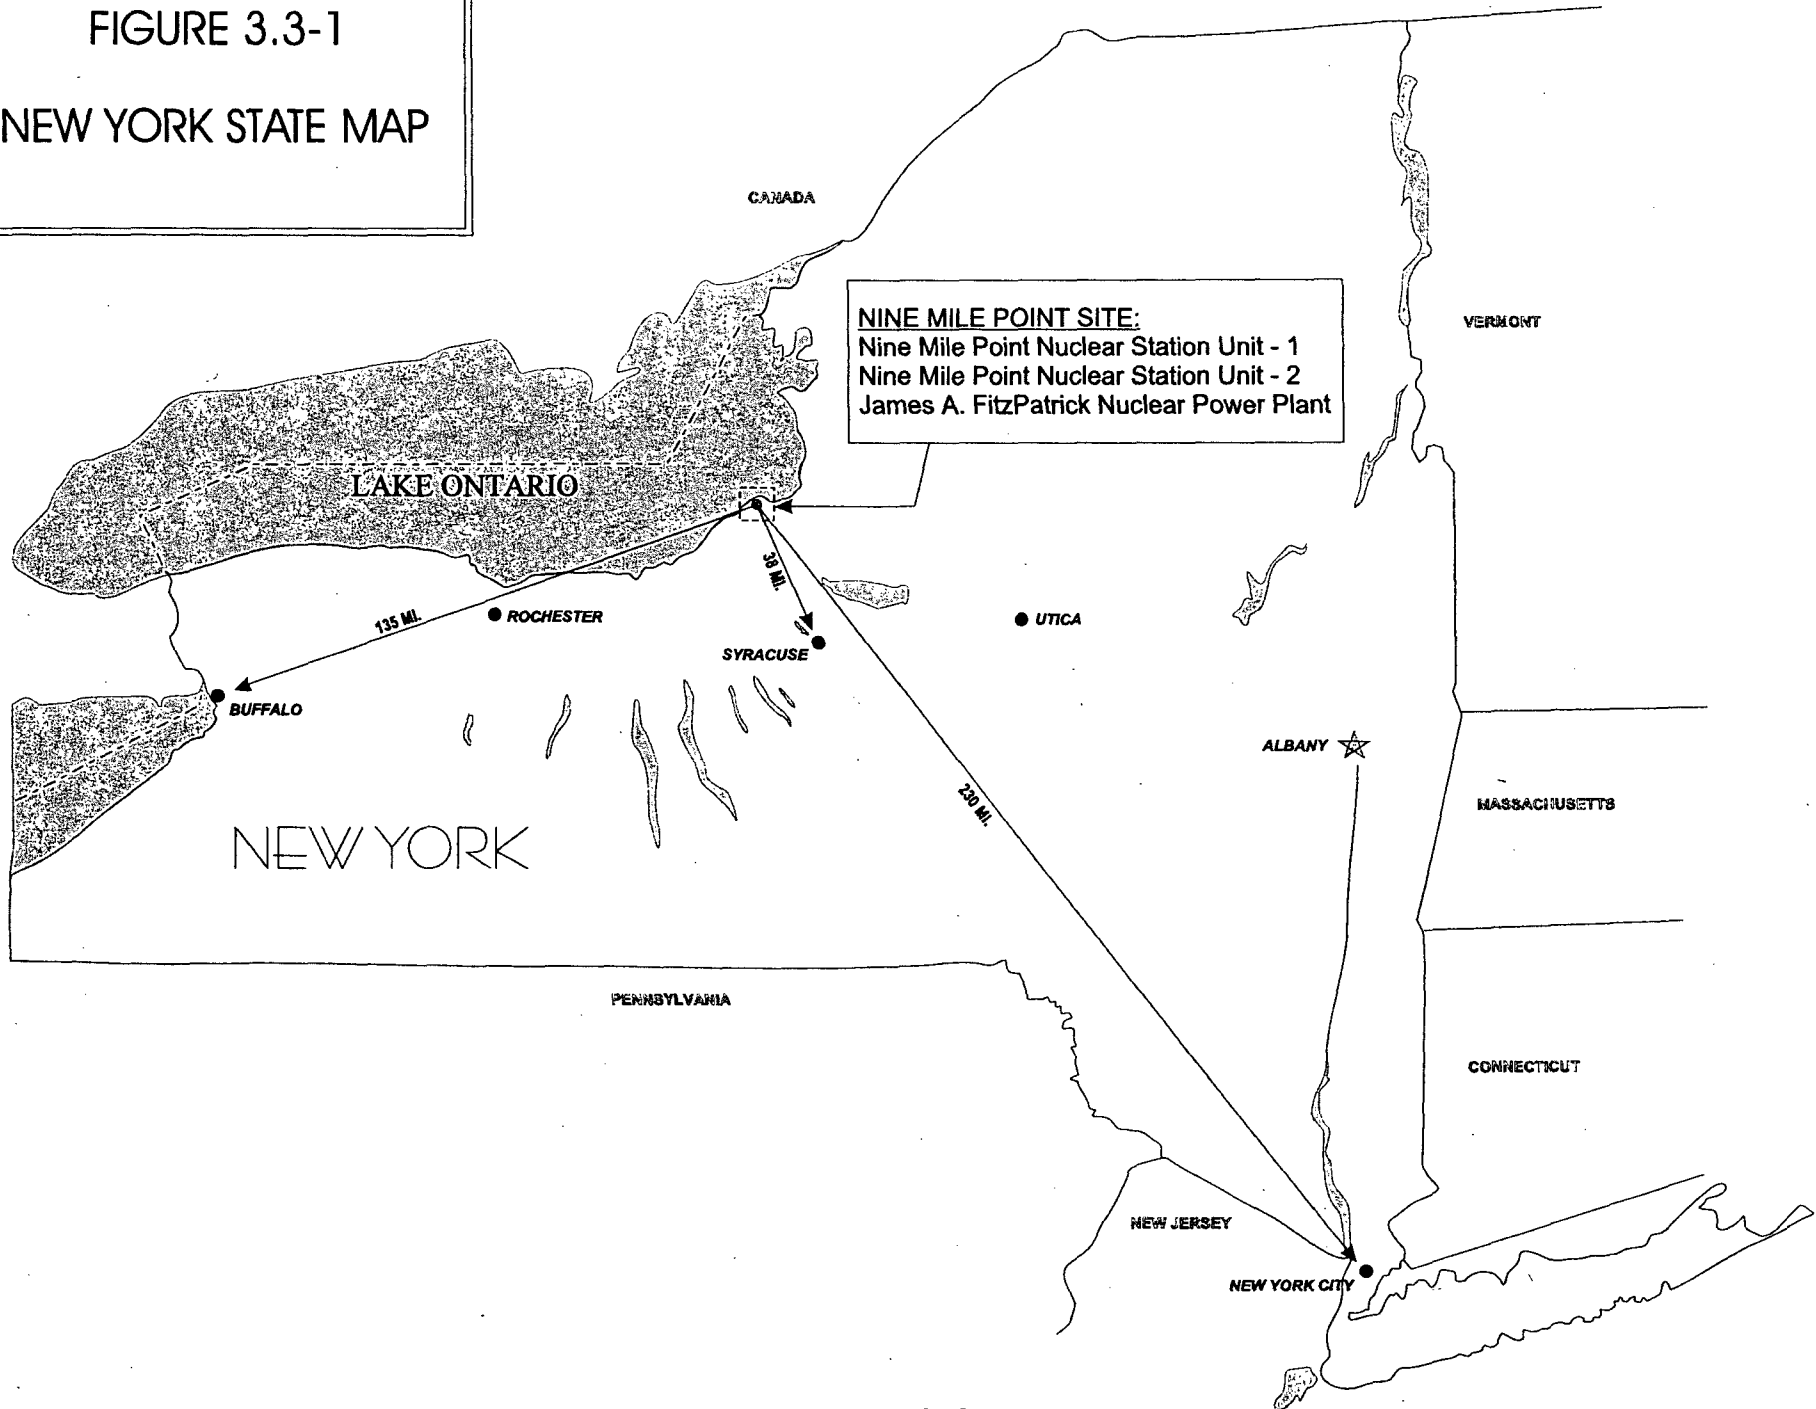 FIGURE 3.3-1
NEW YORK STATE MAP
CANADA
NINE MILE POINT SITE:
Nine Mile Point Nuclear Station Unit - 1
Nine Mile Point Nuclear Station Unit - 2
James A. FitzPatrick Nuclear Power Plant
VERMONT
LAKE ONTARIO
38 MI.
135 MI.
ROCHESTER
UTICA
SYRACUSE
BUFFALO
ALBANY
230 MI.
MASSACHUSETTS
NEW YORK
PENNSYLVANIA
CONNECTICUT
NEW JERSEY
NEW YORK CITY